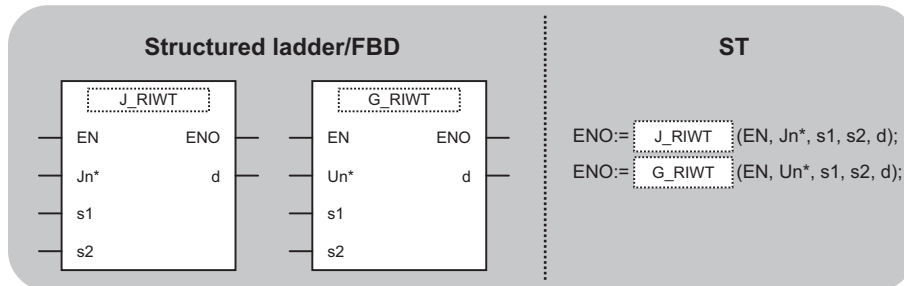 Structured ladder/FBD
J_RIWT
EN ENO
Jn* d
s1
s2
G_RIWT
EN ENO
Un* d
s1
s2
ST
ENO:= J_RIWT (EN, Jn*, s1, s2, d);
ENO:= G_RIWT (EN, Un*, s1, s2, d);